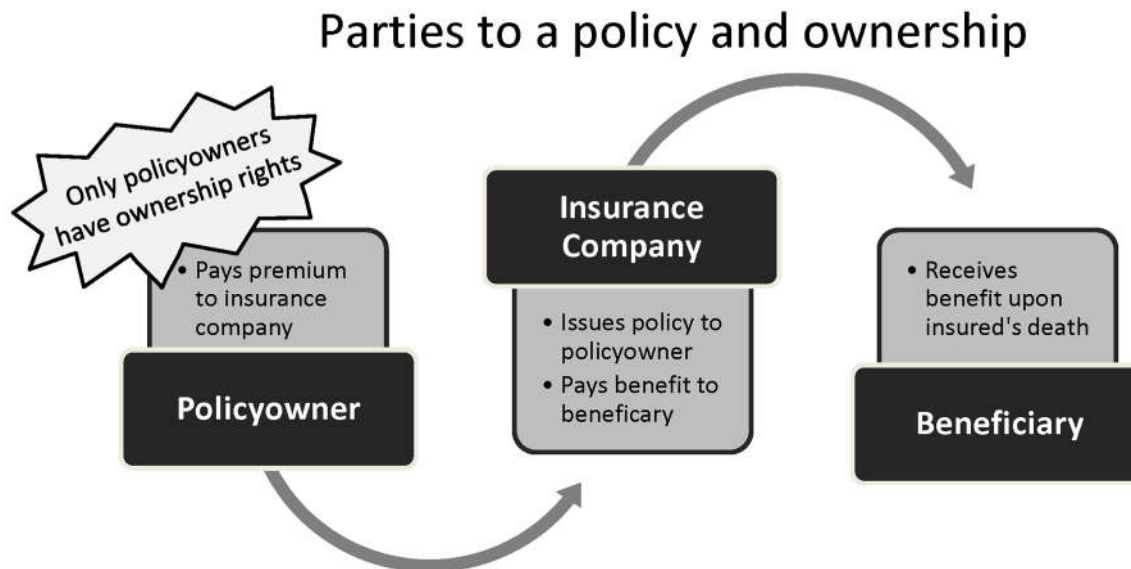 Parties to a policy and ownership
Only policyowners
have ownership rights
• Pays premium
to insurance
company
Policyowner
Insurance
Company
• Issues policy to
policyowner
• Pays benefit to
beneficary
• Receives
benefit upon
insured's death
Beneficiary